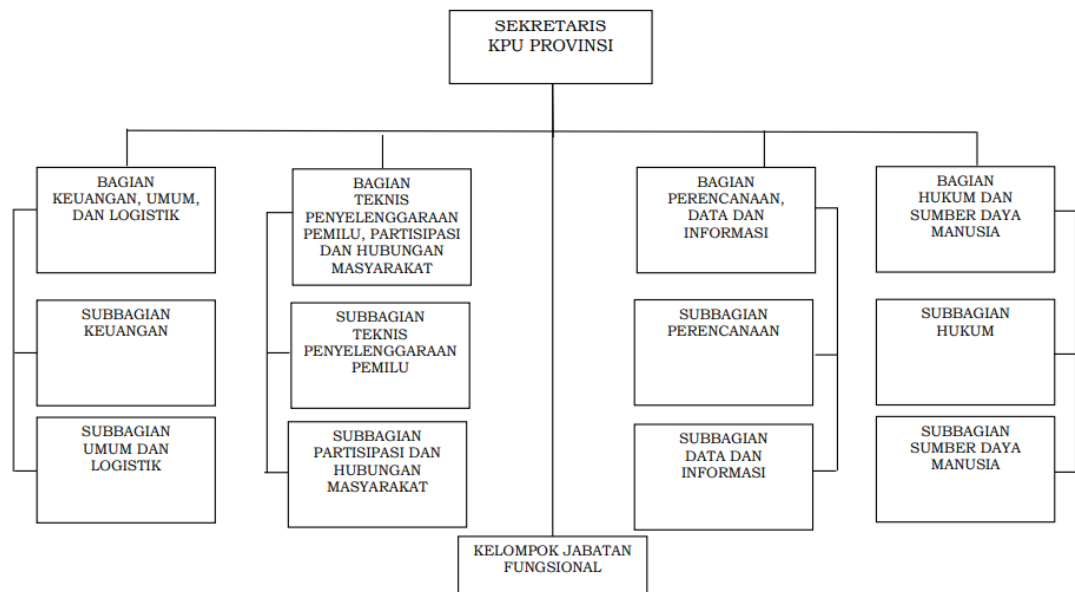 SEKRETARIS
KPU PROVINSI
BAGIAN
KEUANGAN, UMUM,
DAN LOGISTIK
BAGIAN
TEKNIS
PENYELENGGARAAN
PEMILU, PARTISIPASI
DAN HUBUNGAN
MASYARAKAT
BAGIAN
PERENCANAAN,
DATA DAN
INFORMASI
BAGIAN
HUKUM DAN
SUMBER DAYA
MANUSIA
SUBBAGIAN
KEUANGAN
SUBBAGIAN
TEKNIS
PENYELENGGARAAN
PEMILU
SUBBAGIAN
PERENCANAAN
SUBBAGIAN
HUKUM
SUBBAGIAN
UMUM DAN
LOGISTIK
SUBBAGIAN
PARTISIPASI DAN
HUBUNGAN
MASYARAKAT
SUBBAGIAN
DATA DAN
INFORMASI
SUBBAGIAN
SUMBER DAYA
MANUSIA
KELOMPOK JABATAN
FUNGSIONAL